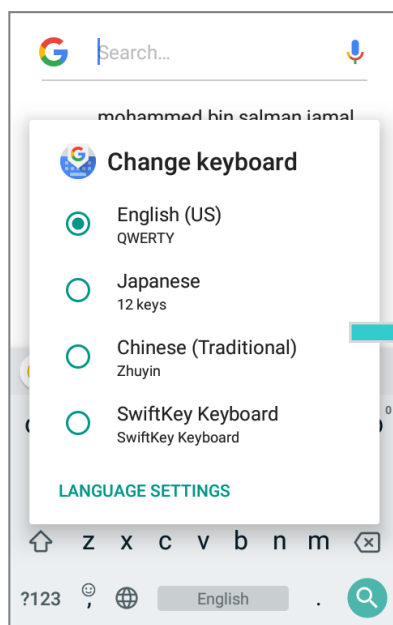 Search...
mohammed bin salman jamal
Change keyboard
English (US)
QWERTY
Japanese
12 keys
Chinese (Traditional)
Zhuyin
SwiftKey Keyboard
SwiftKey Keyboard
LANGUAGE SETTINGS
0
z x c v b n m
?123 , English .